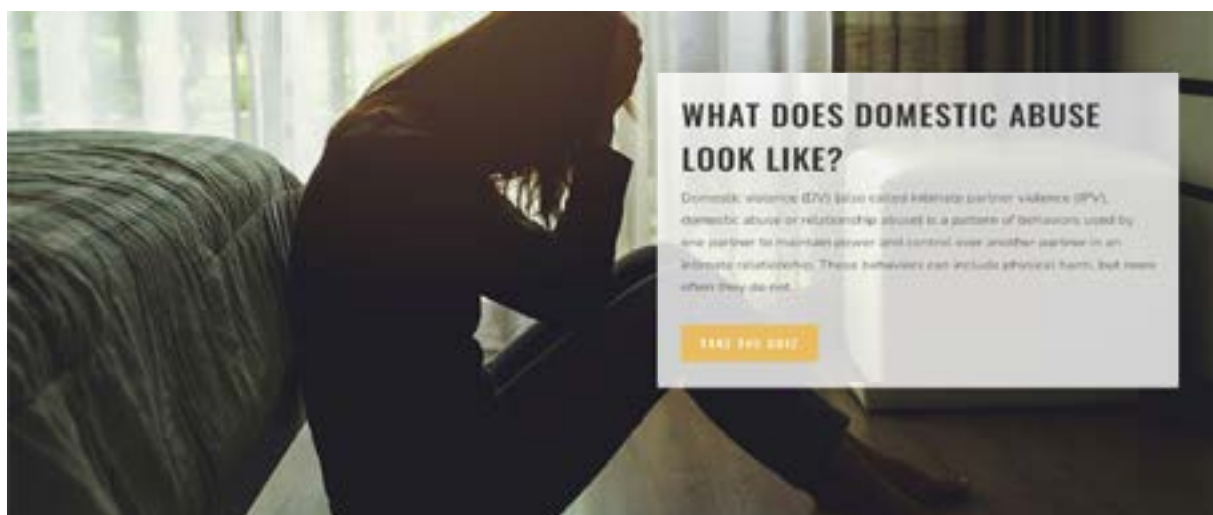 WHAT DOES DOMESTIC ABUSE
LOOK LIKE?
Domestic violence (DV) (also called intimate partner violence (IPV),
domestic abuse or relationship abuse) is a pattern of behaviors used by
one partner to maintain power and control over another partner in an
intimate relationship. These behaviors can include physical harm, but more
often they do not.
TAKE THE QUIZ